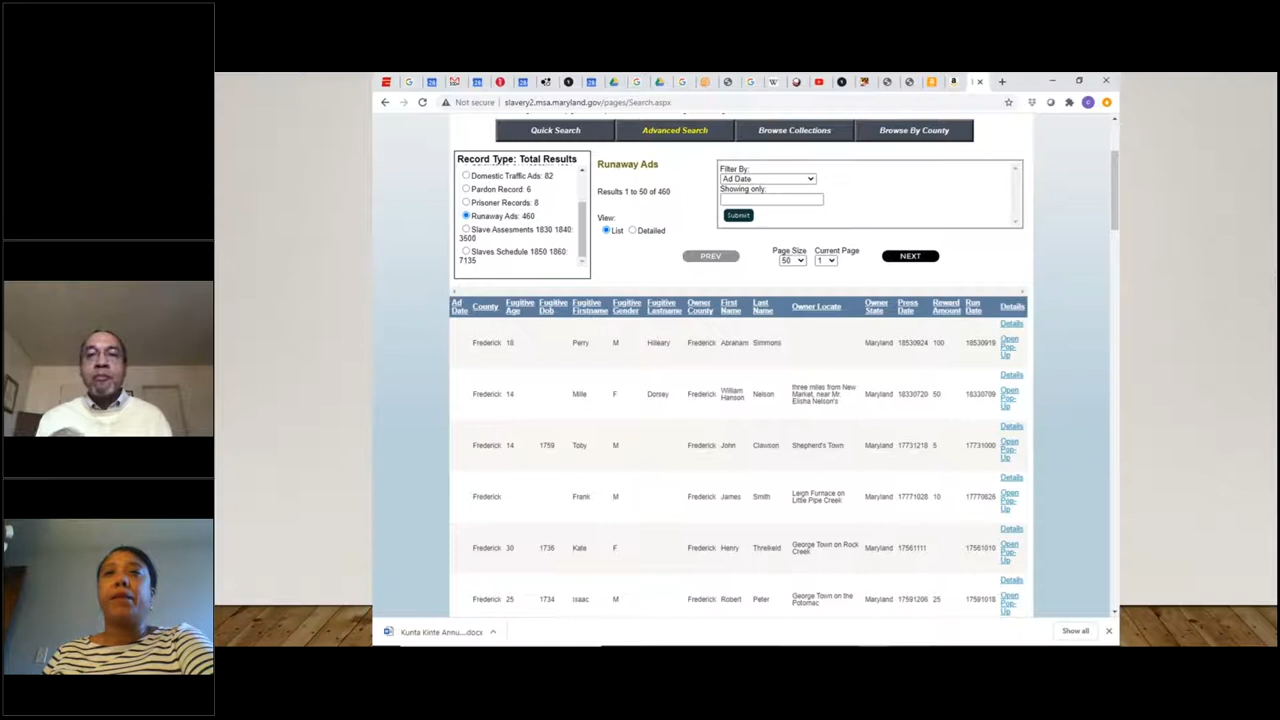 28
28
28
W
a
Not secure slavery2.msa.maryland.gov/pages/Search.aspx
Quick Search Advanced Search Browse Collections Browse By County
Record Type: Total Results
Domestic Traffic Ads: 82
Pardon Record: 6
Prisoner Records: 8
Runaway Ads: 460
Slave Assesments 1830 1840:
3500
Slaves Schedule 1850 1860:
7135
Runaway Ads
Results 1 to 50 of 460
View:
List Detailed
Filter By:
Ad Date
Showing only:
Submit
PREV
Page Size
50
Current Page
1
NEXT
Ad Date County Fugitive Age Fugitive Dob Fugitive Firstname Fugitive Gender Fugitive Lastname Owner County First Name Last Name Owner Locate Owner State Press Date Reward Amount Run Date Details
Frederick 18 Perry M Hilleary Frederick Abraham Simmons Maryland 18530924 100 18530919 Details Open Pop-Up
Frederick 14 Mille F Dorsey Frederick William Hanson Nelson three miles from New Market, near Mr. Elisha Nelson's Maryland 18330720 50 18330709 Details Open Pop-Up
Frederick 14 1759 Toby M Frederick John Clawson Shepherd's Town Maryland 17731218 5 17731000 Details Open Pop-Up
Frederick Frank M Frederick James Smith Leigh Furnace on Little Pipe Creek Maryland 17771028 10 17770826 Details Open Pop-Up
Frederick 30 1736 Kate F Frederick Henry Threlkeld George Town on Rock Creek Maryland 17561111 17561010 Details Open Pop-Up
Frederick 25 1734 Isaac M Frederick Robert Peter George Town on the Potomac Maryland 17591206 25 17591018 Details Open Pop-Up
Kunta Kinte Annu....docx
Show all